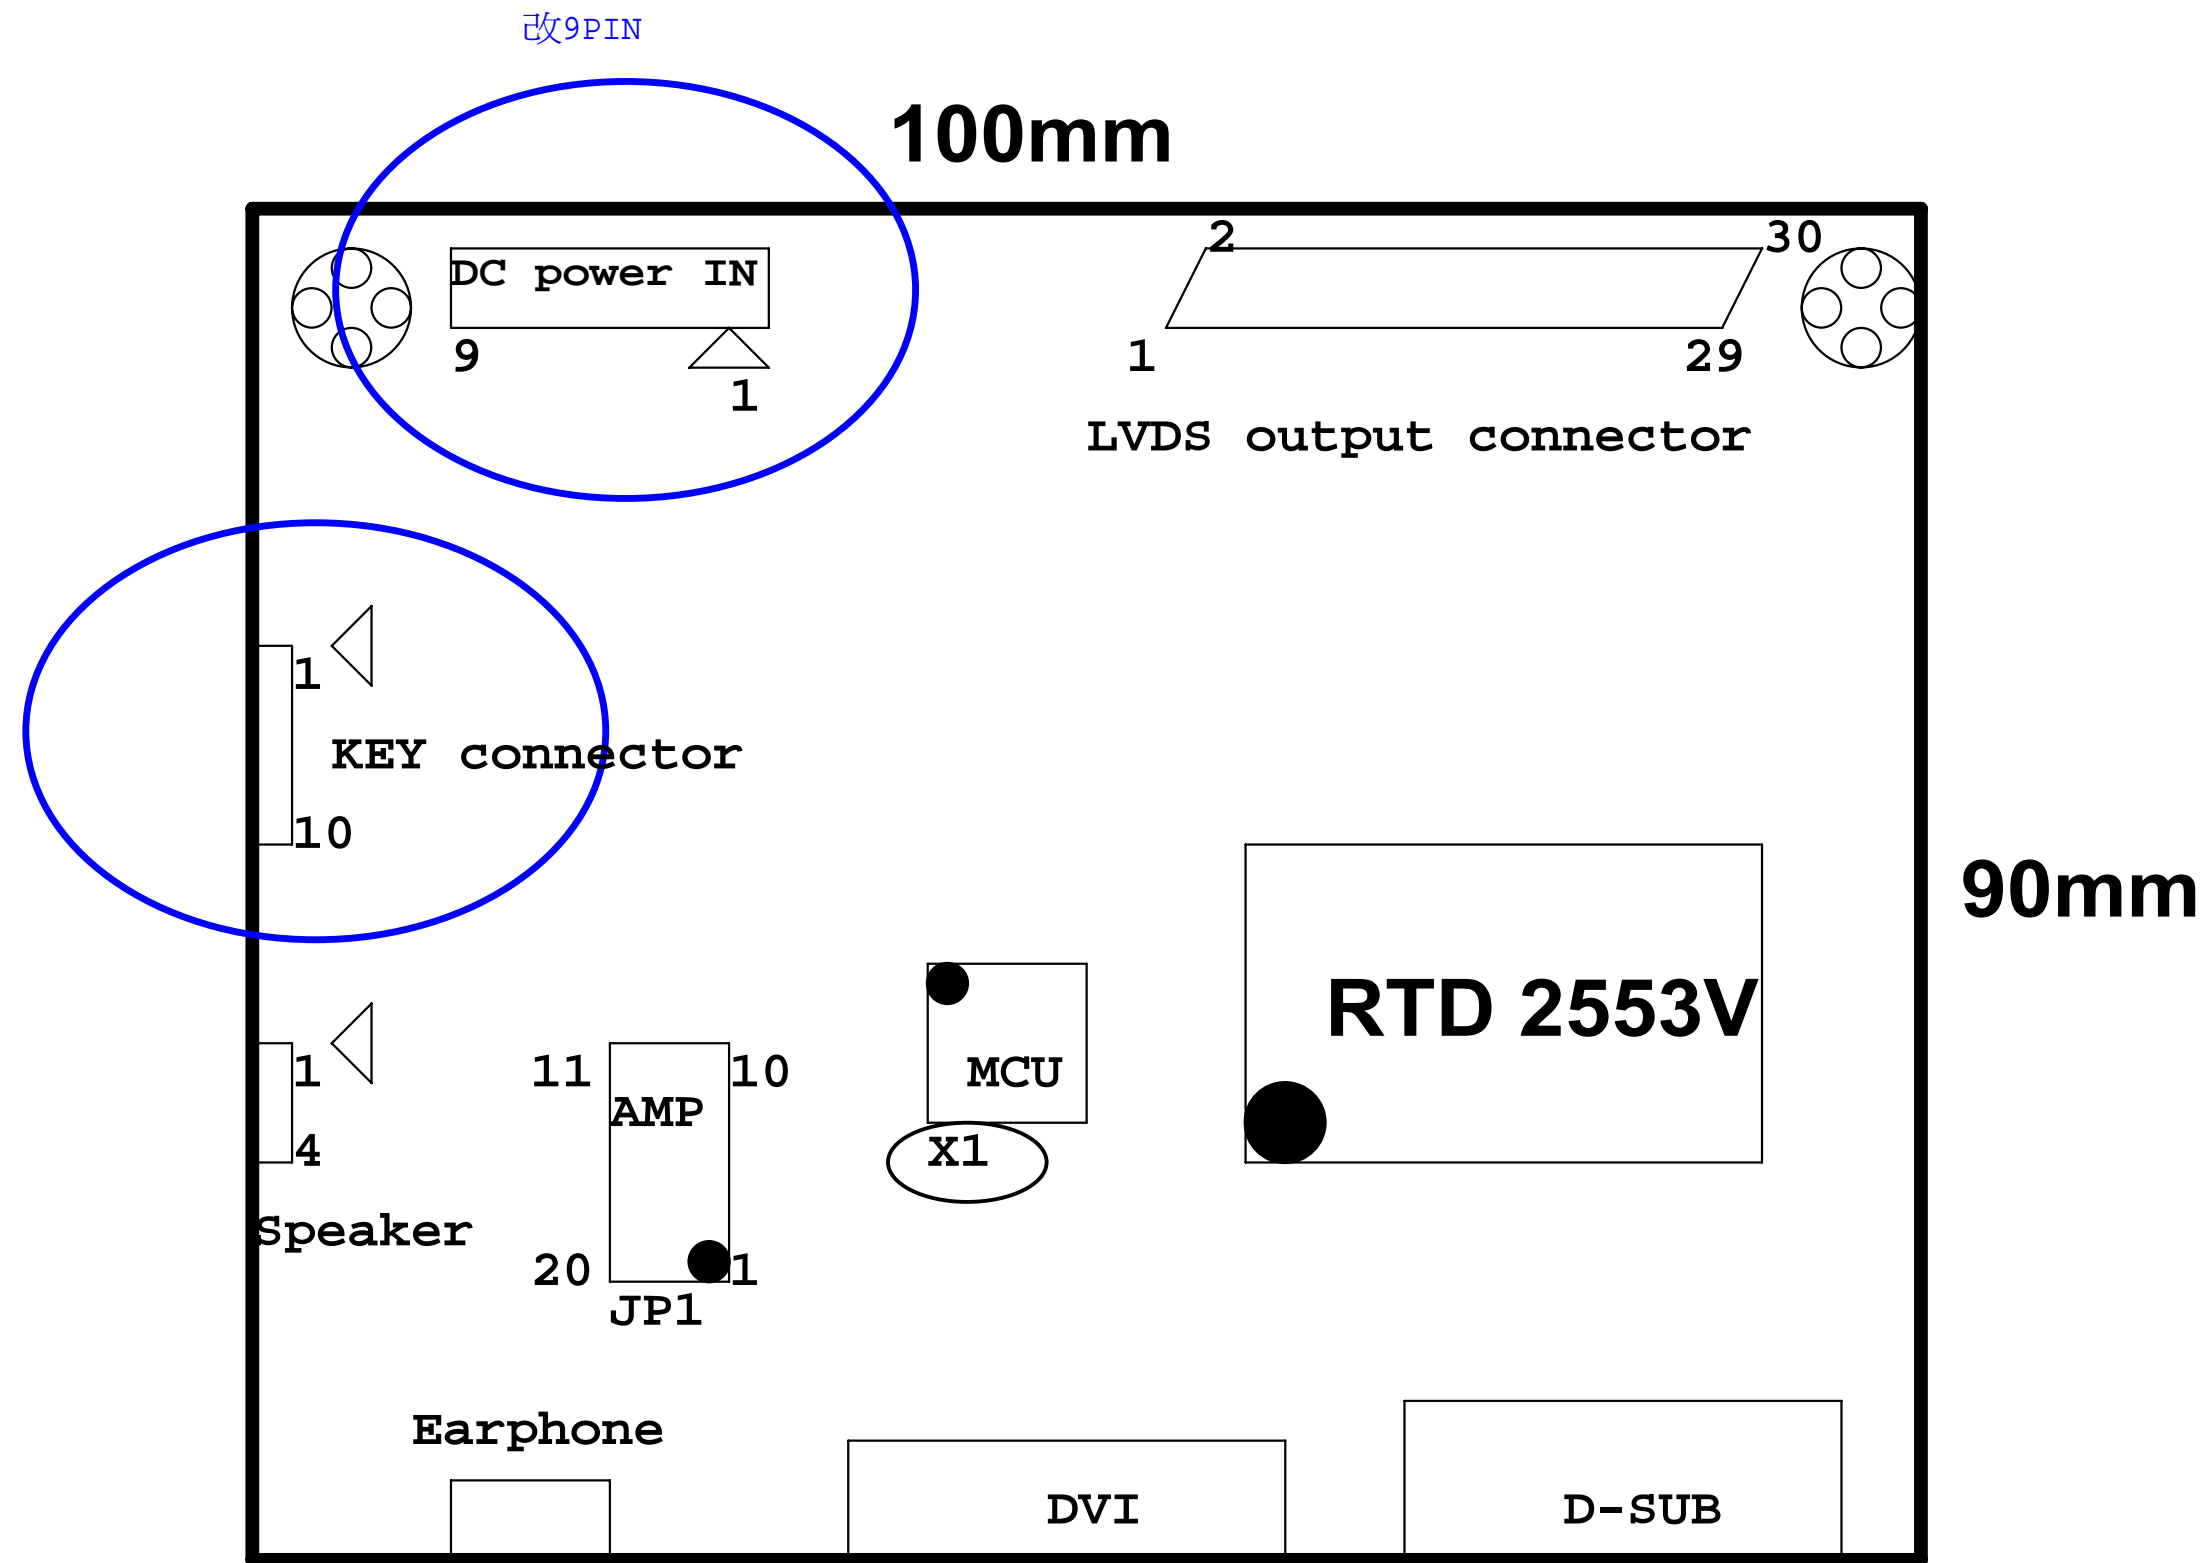 改9PIN
100mm
2
30
DC power IN
9
1
1
29
LVDS output connector
1
KEY connector
10
90mm
RTD 2553V
1
11
10
MCU
AMP
4
X1
Speaker
20
1
JP1
Earphone
DVI
D-SUB